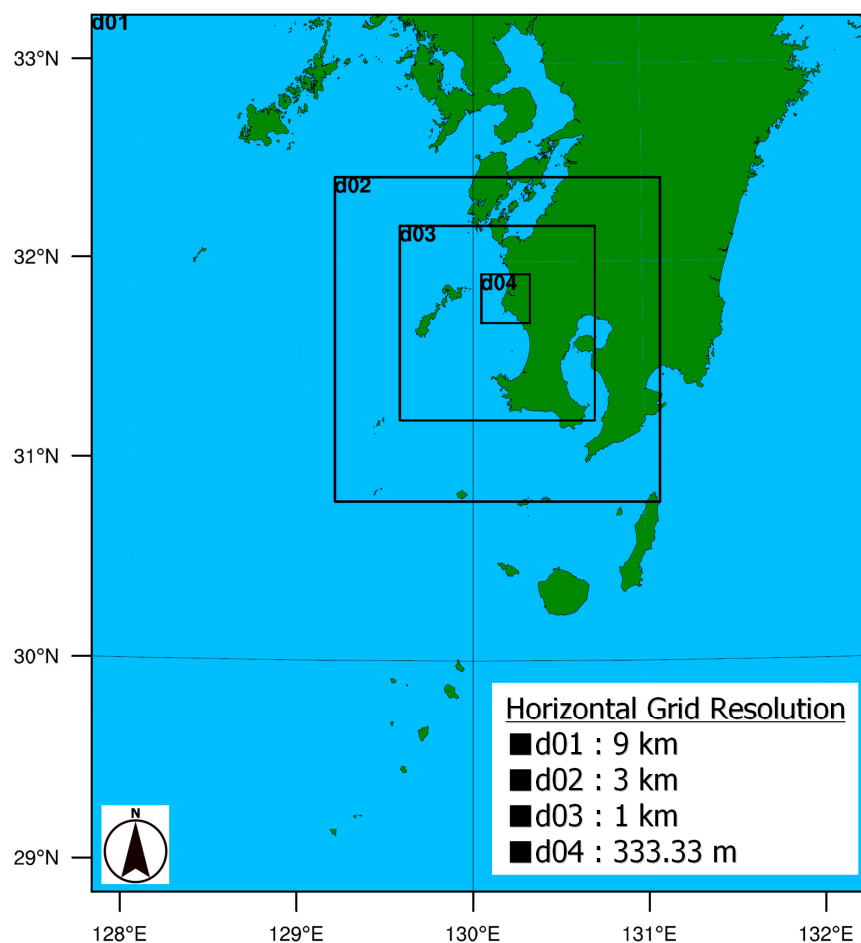 d01
33°N
d02
32°N
d03
d04
31°N
30°N
Horizontal Grid Resolution
■d01 : 9 km
■d02 : 3 km
■d03 : 1 km
■d04 : 333.33 m
N
29°N
128°E 129°E 130°E 131°E 132°E